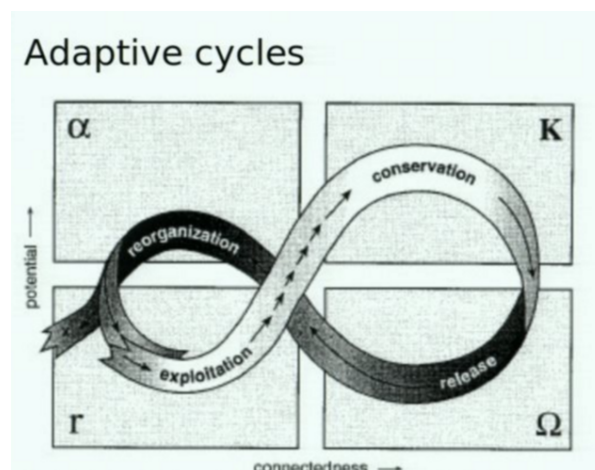 Adaptive cycles
α
K
conservation
reorganization
potential
exploitation
release
r
Ω
connectedness